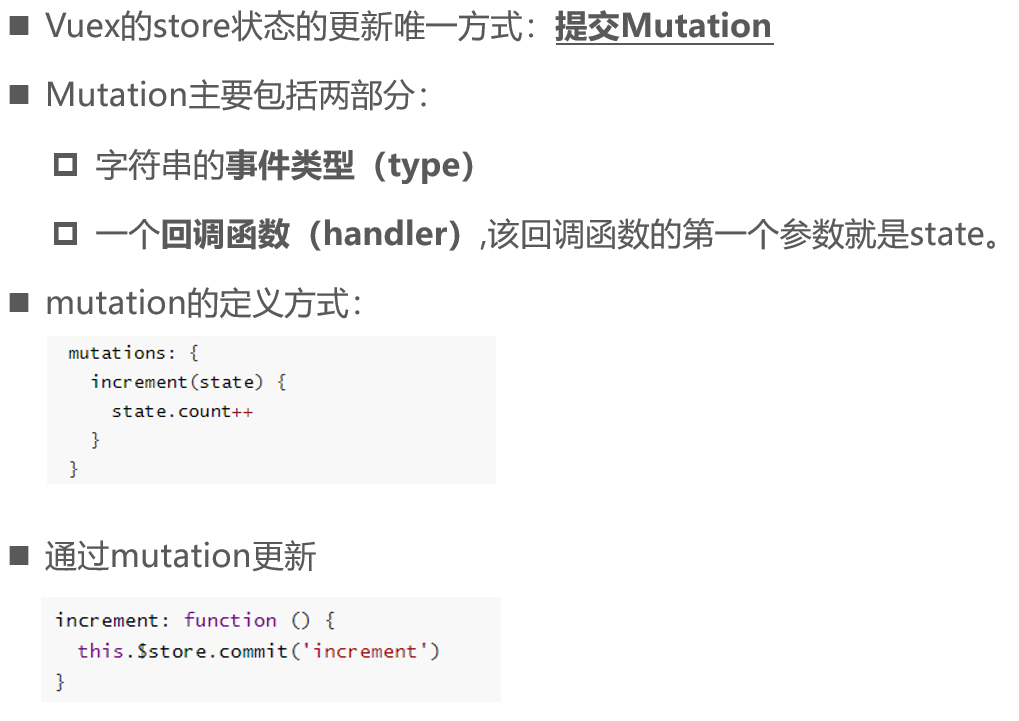 Vuex的store状态的更新唯一方式：提交Mutation
Mutation主要包括两部分：
字符串的事件类型（type）
一个回调函数（handler）,该回调函数的第一个参数就是state。
mutation的定义方式：
mutations: {
  increment(state) {
    state.count++
  }
}
通过mutation更新
increment: function () {
  this.$store.commit('increment')
}